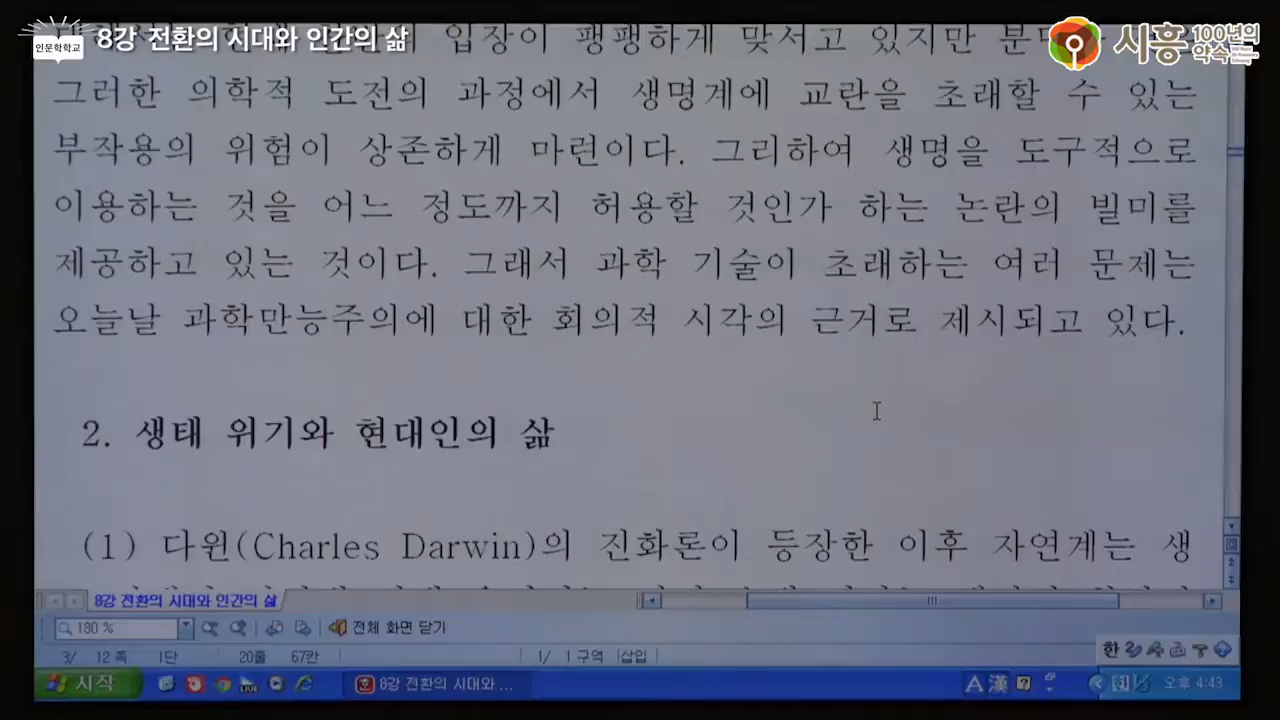 인문학학교
8강 전환의 시대와 인간의 삶
시흥 100년의 약속
입장이 팽팽하게 맞서고 있지만
그러한 의학적 도전의 과정에서 생명계에 교란을 초래할 수 있는
부작용의 위험이 상존하게 마련이다. 그리하여 생명을 도구적으로
이용하는 것을 어느 정도까지 허용할 것인가 하는 논란의 빌미를
제공하고 있는 것이다. 그래서 과학 기술이 초래하는 여러 문제는
오늘날 과학만능주의에 대한 회의적 시각의 근거로 제시되고 있다.
2. 생태 위기와 현대인의 삶
(1) 다윈(Charles Darwin)의 진화론이 등장한 이후 자연계는 생
8강 전환의 시대와 인간의 삶
180 %
전체 화면 닫기
3/ 12 쪽 1단 20줄 67칸 1/ 1 구역 삽입
한
시작
8강 전환의 시대와 ...
A 漢
오후 4:43